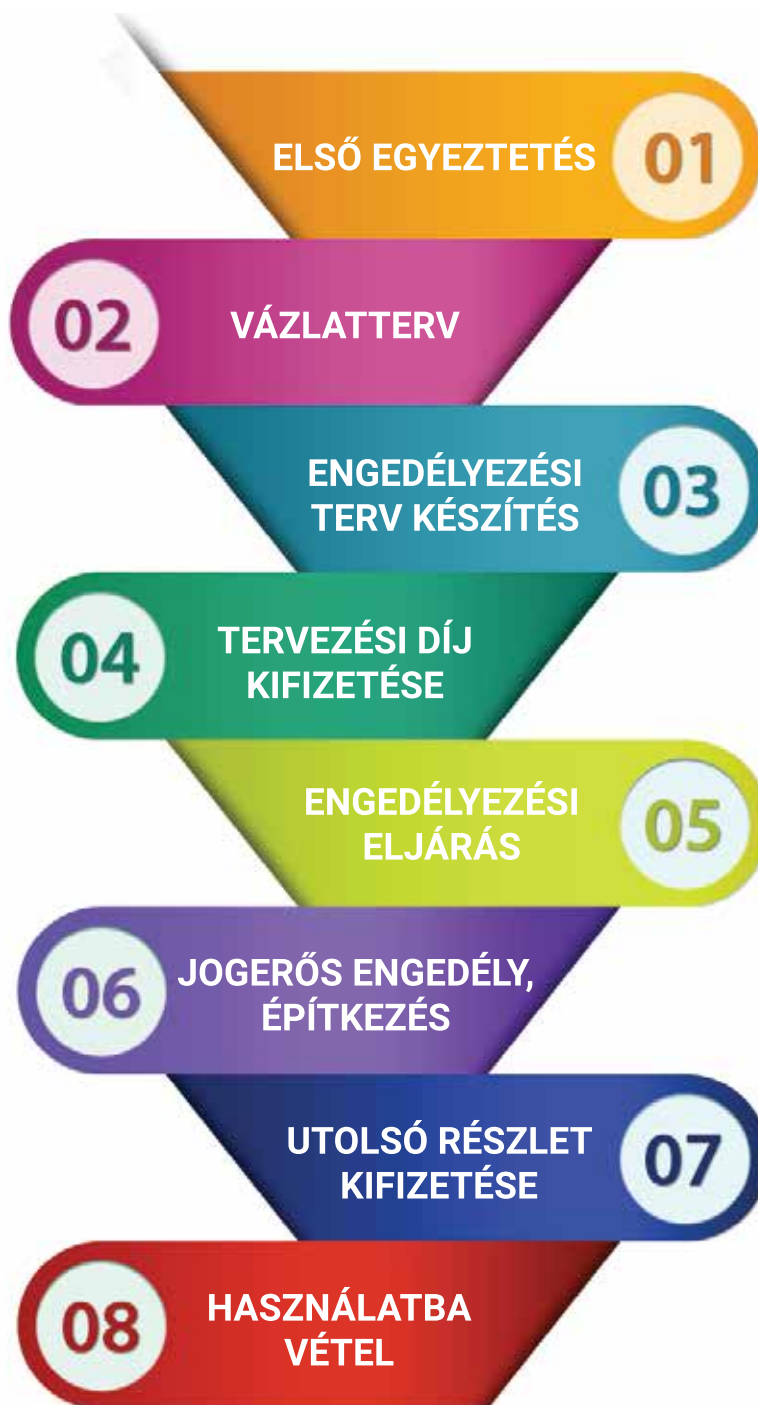 ELSŐ EGYEZTETÉS
01
02
VÁZLATTERV
ENGEDÉLYEZÉSI
TERV KÉSZÍTÉS
03
04
TERVEZÉSI DÍJ
KIFIZETÉSE
ENGEDÉLYEZÉSI
ELJÁRÁS
05
06
JOGERŐS ENGEDÉLY,
ÉPÍTKEZÉS
UTOLSÓ RÉSZLET
KIFIZETÉSE
07
08
HASZNÁLATBA
VÉTEL